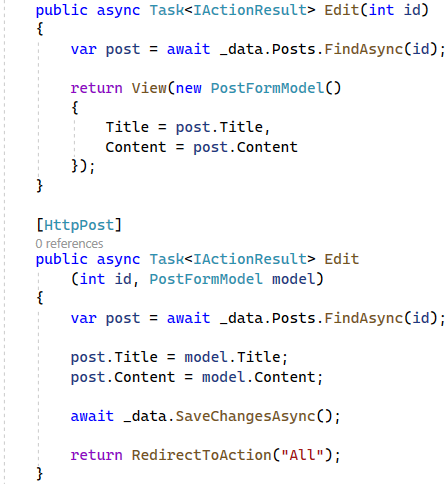 public async Task<IActionResult> Edit(int id)
{
    var post = await _data.Posts.FindAsync(id);

    return View(new PostFormModel()
    {
        Title = post.Title,
        Content = post.Content
    });
}

[HttpPost]
0 references
public async Task<IActionResult> Edit
    (int id, PostFormModel model)
{
    var post = await _data.Posts.FindAsync(id);

    post.Title = model.Title;
    post.Content = model.Content;

    await _data.SaveChangesAsync();

    return RedirectToAction("All");
}